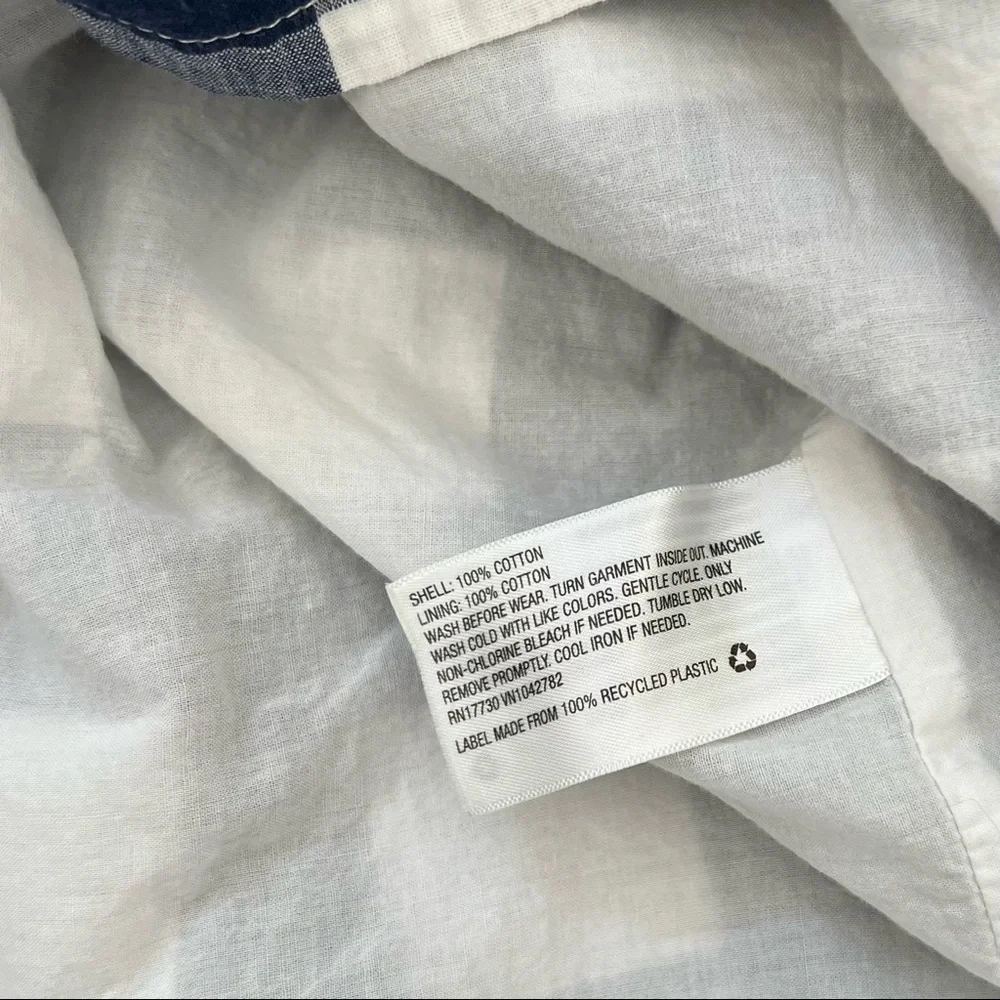 SHELL: 100% COTTON
LINING: 100% COTTON
WASH BEFORE WEAR. TURN GARMENT INSIDE OUT. MACHINE
WASH COLD WITH LIKE COLORS. GENTLE CYCLE. ONLY
NON-CHLORINE BLEACH IF NEEDED. TUMBLE DRY LOW.
REMOVE PROMPTLY. COOL IRON IF NEEDED.
RN17730 VN1042782
LABEL MADE FROM 100% RECYCLED PLASTIC